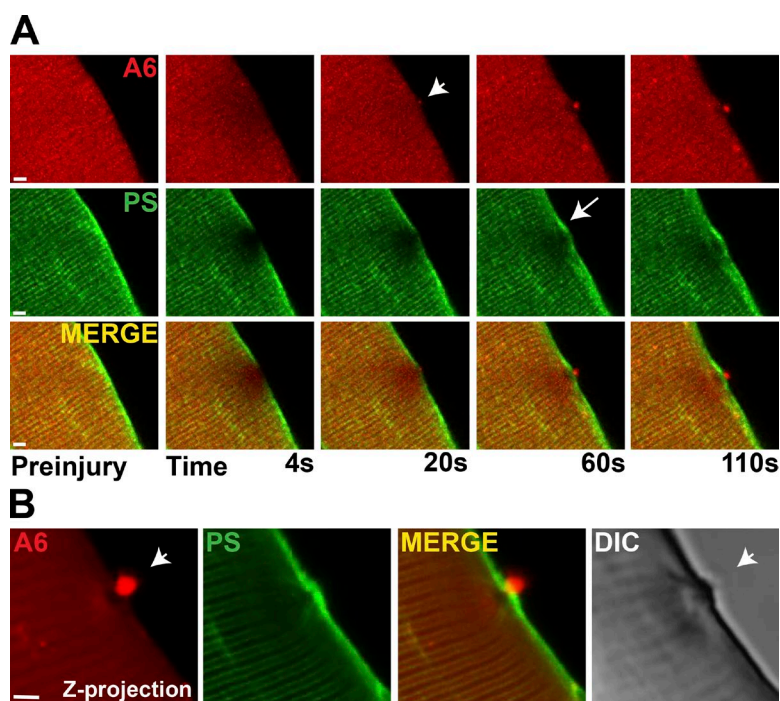 A
A6
PS
MERGE
Preinjury Time 4s 20s 60s 110s
B
A6 PS MERGE DIC
Z-projection